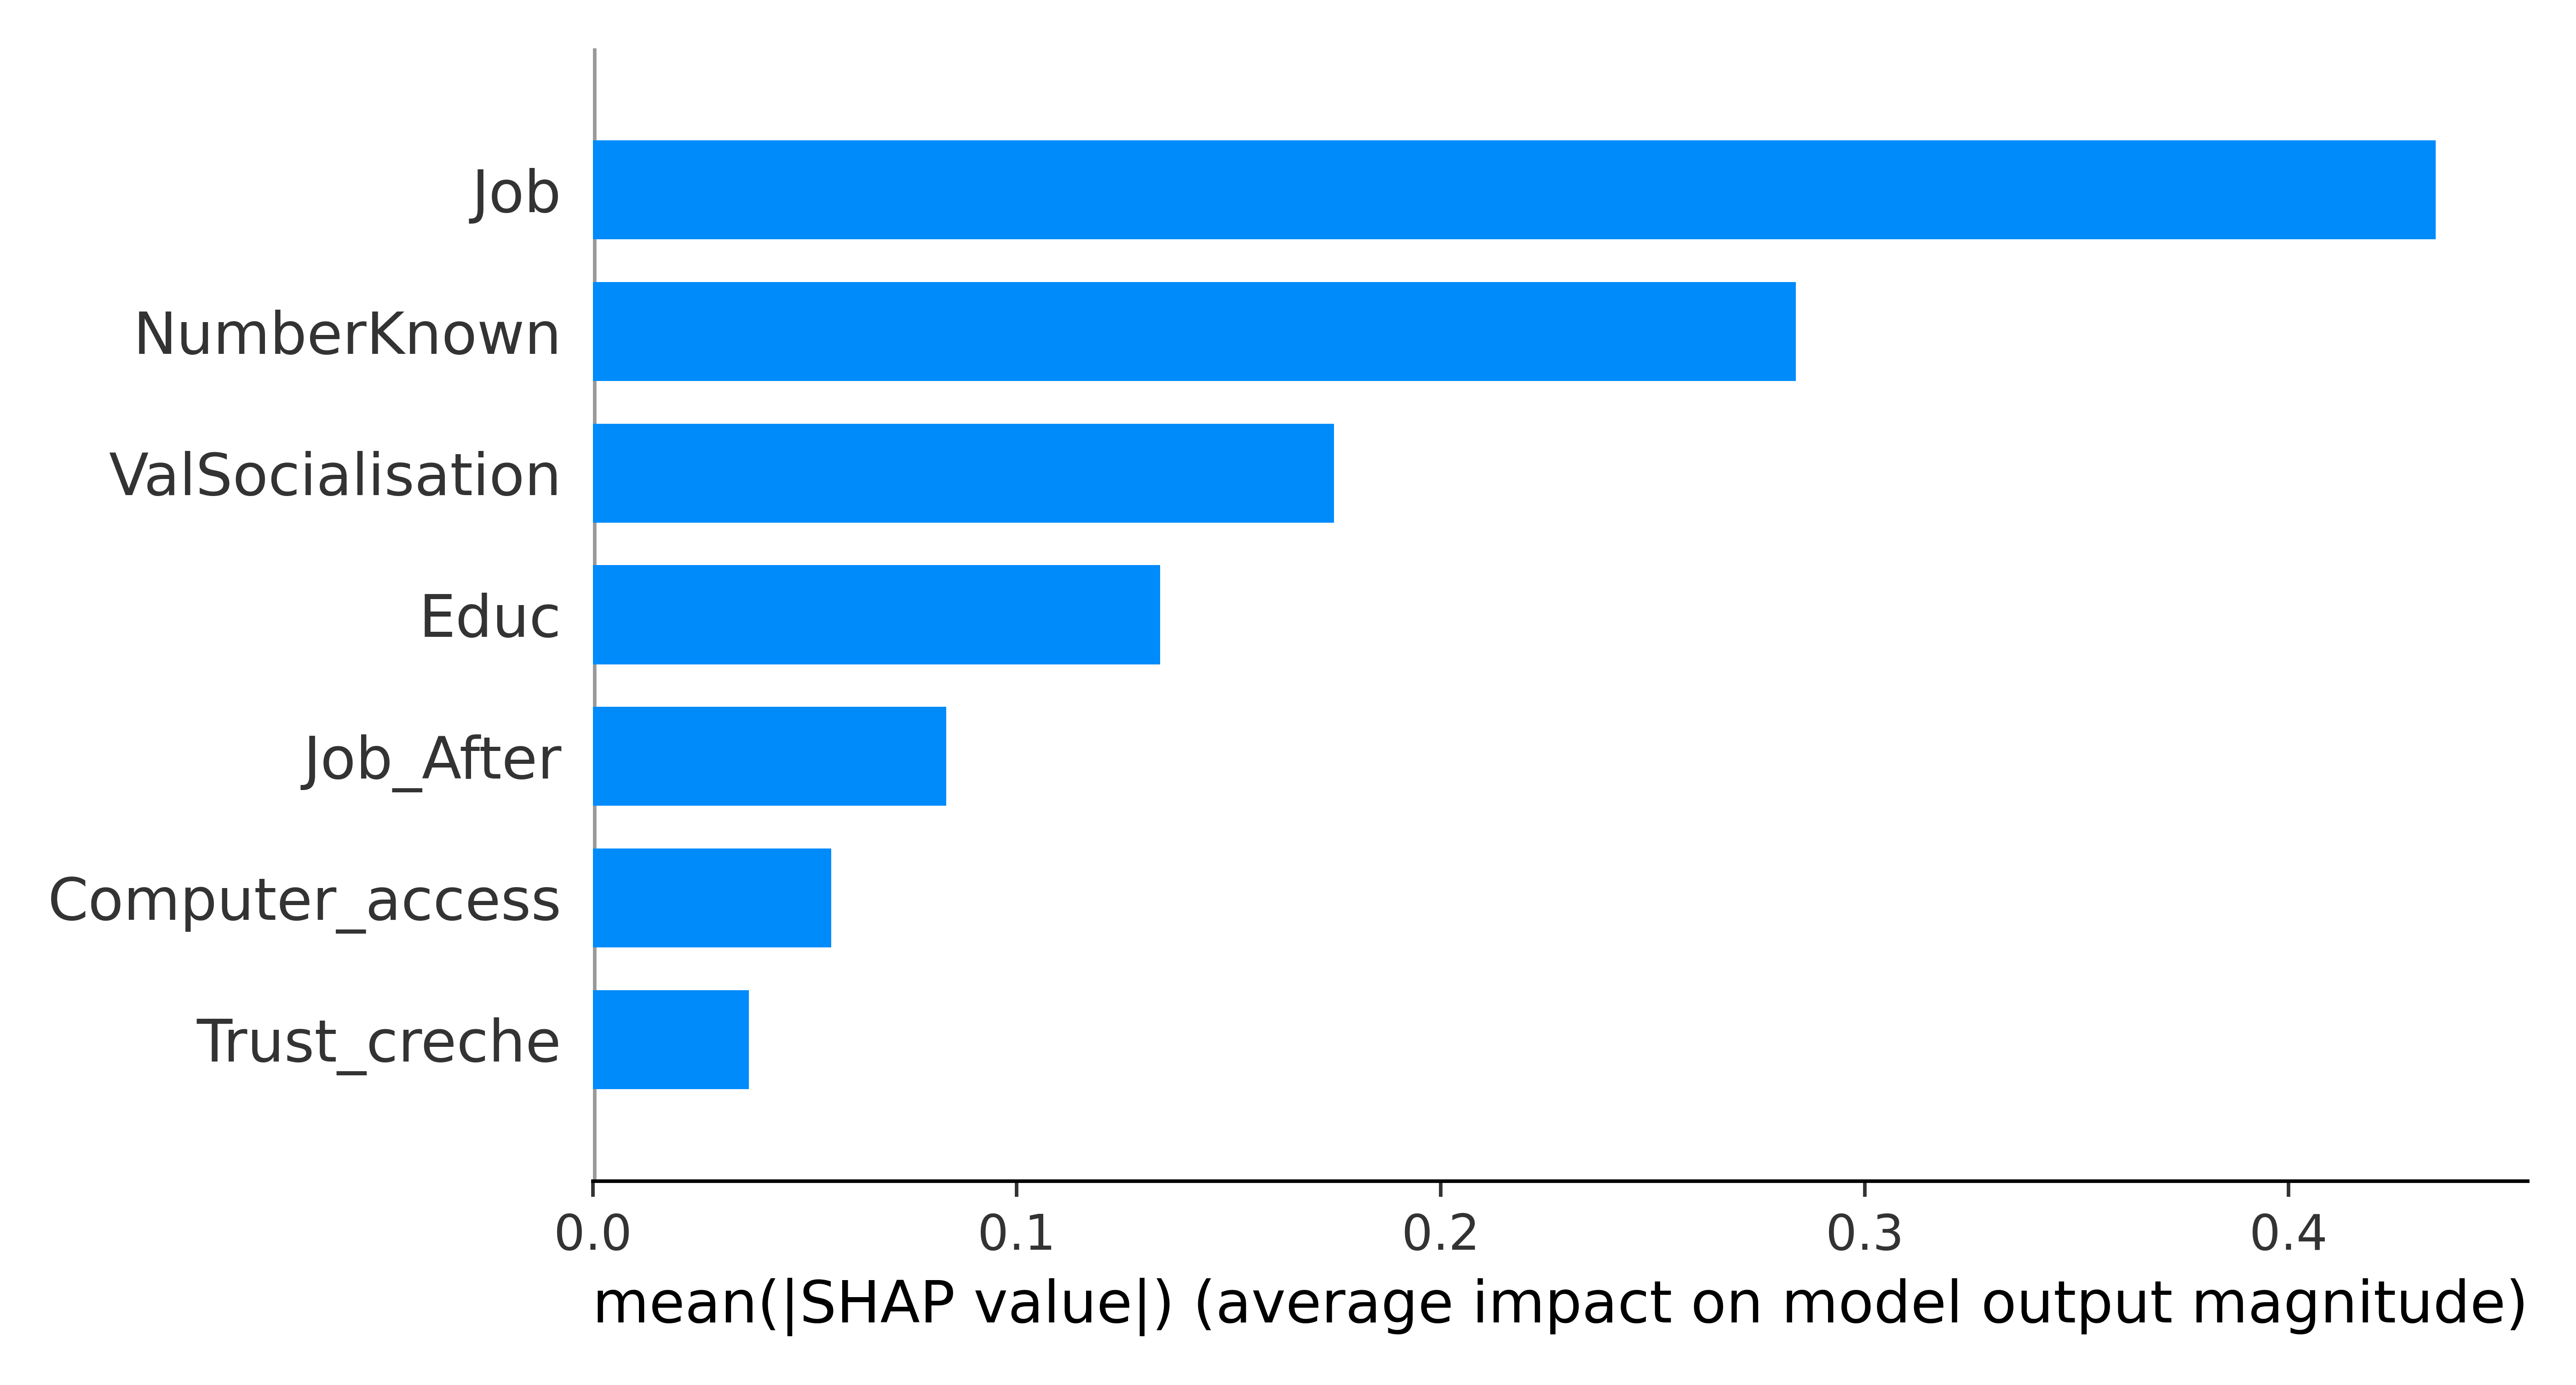 Job
NumberKnown
ValSocialisation
Educ
Job_After
Computer_access
Trust_creche
0.0 0.1 0.2 0.3 0.4
mean(|SHAP value|) (average impact on model output magnitude)